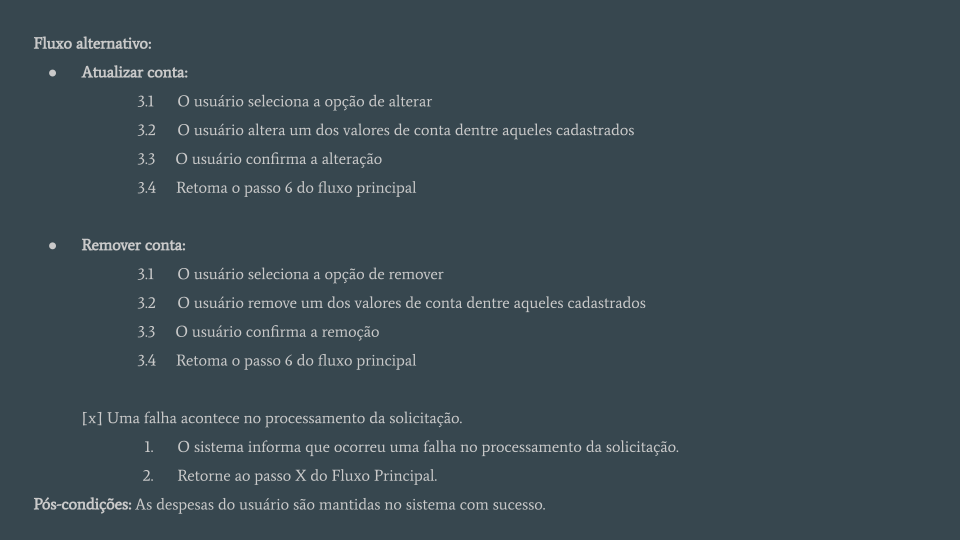 Fluxo alternativo:
● Atualizar conta:
3.1 O usuário seleciona a opção de alterar
3.2 O usuário altera um dos valores de conta dentre aqueles cadastrados
3.3 O usuário confirma a alteração
3.4 Retoma o passo 6 do fluxo principal
● Remover conta:
3.1 O usuário seleciona a opção de remover
3.2 O usuário remove um dos valores de conta dentre aqueles cadastrados
3.3 O usuário confirma a remoção
3.4 Retoma o passo 6 do fluxo principal
[x] Uma falha acontece no processamento da solicitação.
1. O sistema informa que ocorreu uma falha no processamento da solicitação.
2. Retorne ao passo X do Fluxo Principal.
Pós-condições: As despesas do usuário são mantidas no sistema com sucesso.